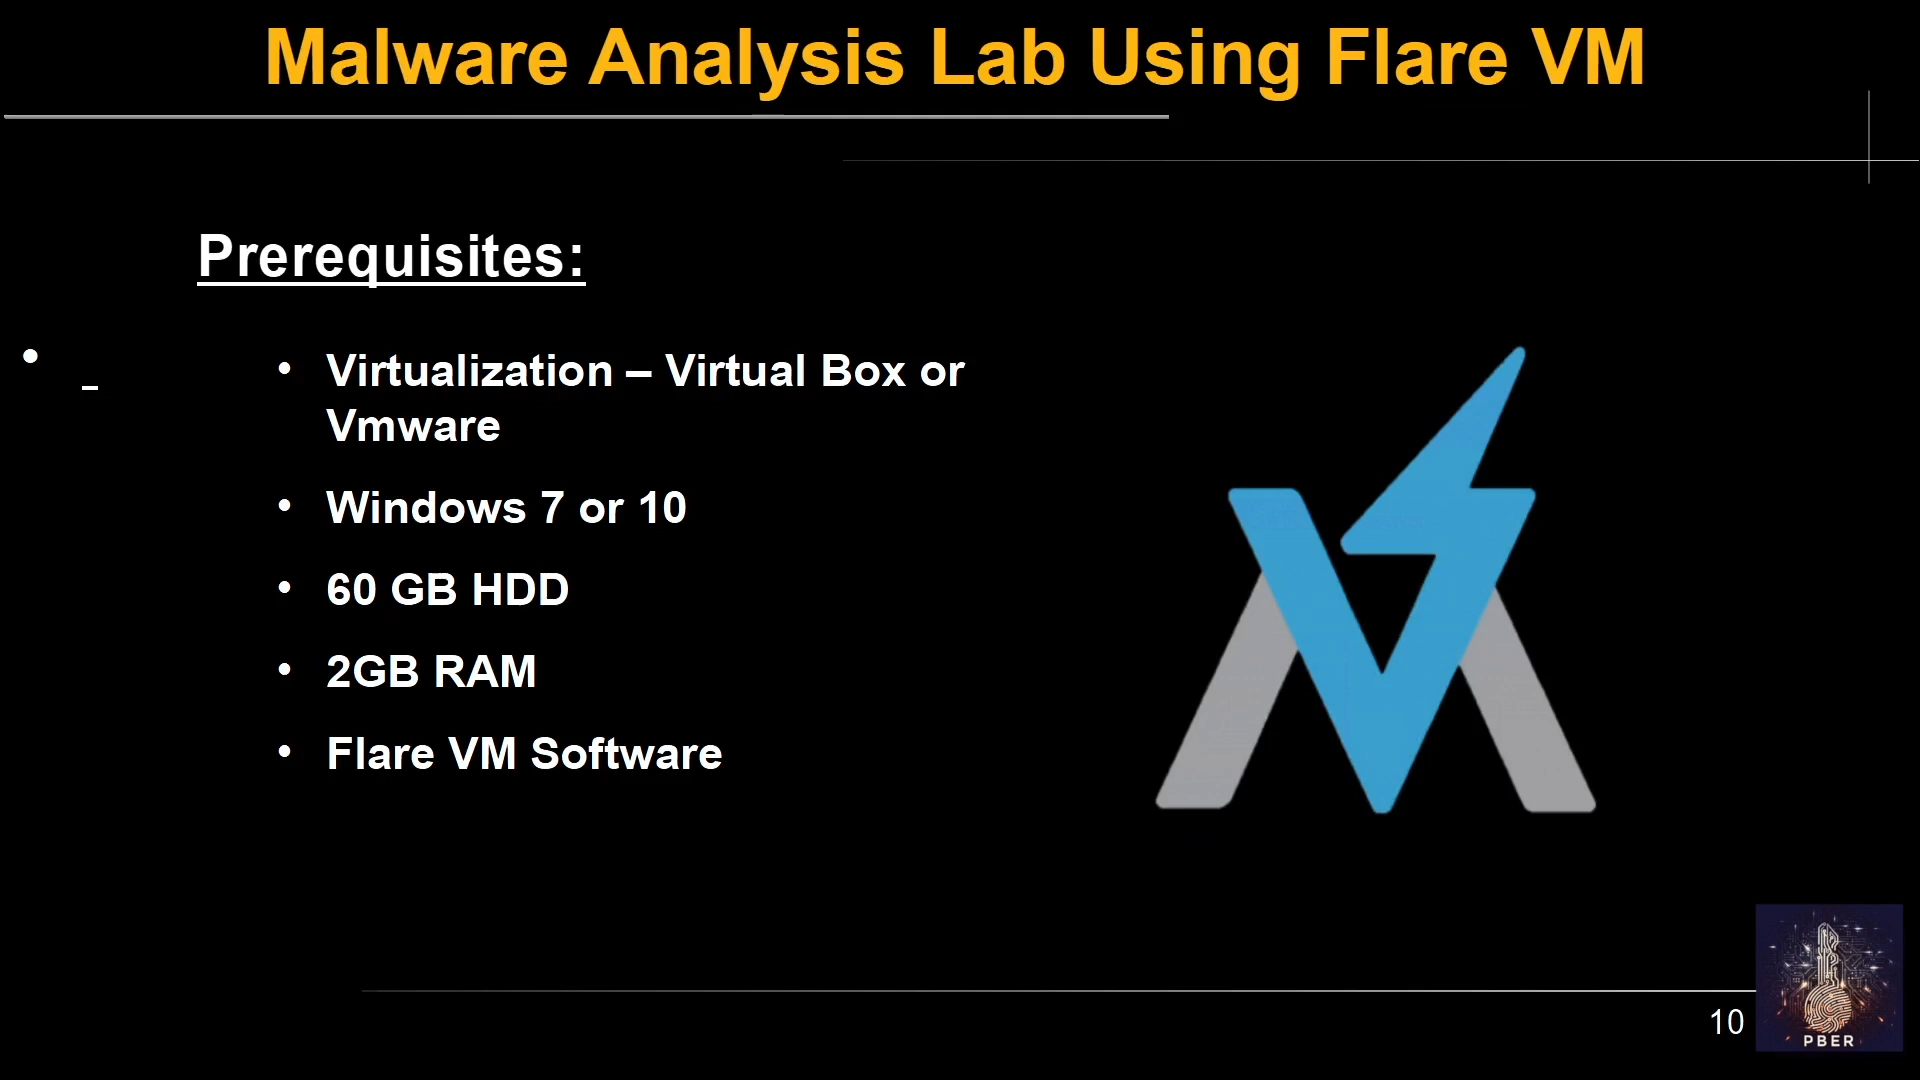 Malware Analysis Lab Using Flare VM
Prerequisites:
• Virtualization – Virtual Box or
Vmware
• Windows 7 or 10
• 60 GB HDD
• 2GB RAM
• Flare VM Software
10
PBER